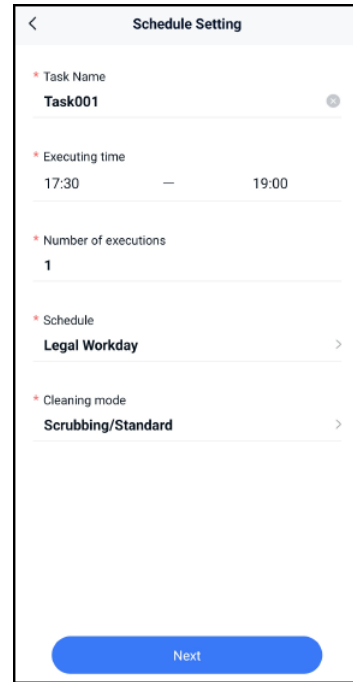 Schedule Setting
* Task Name
Task001
* Executing time
17:30 — 19:00
* Number of executions
1
* Schedule
Legal Workday
* Cleaning mode
Scrubbing/Standard
Next